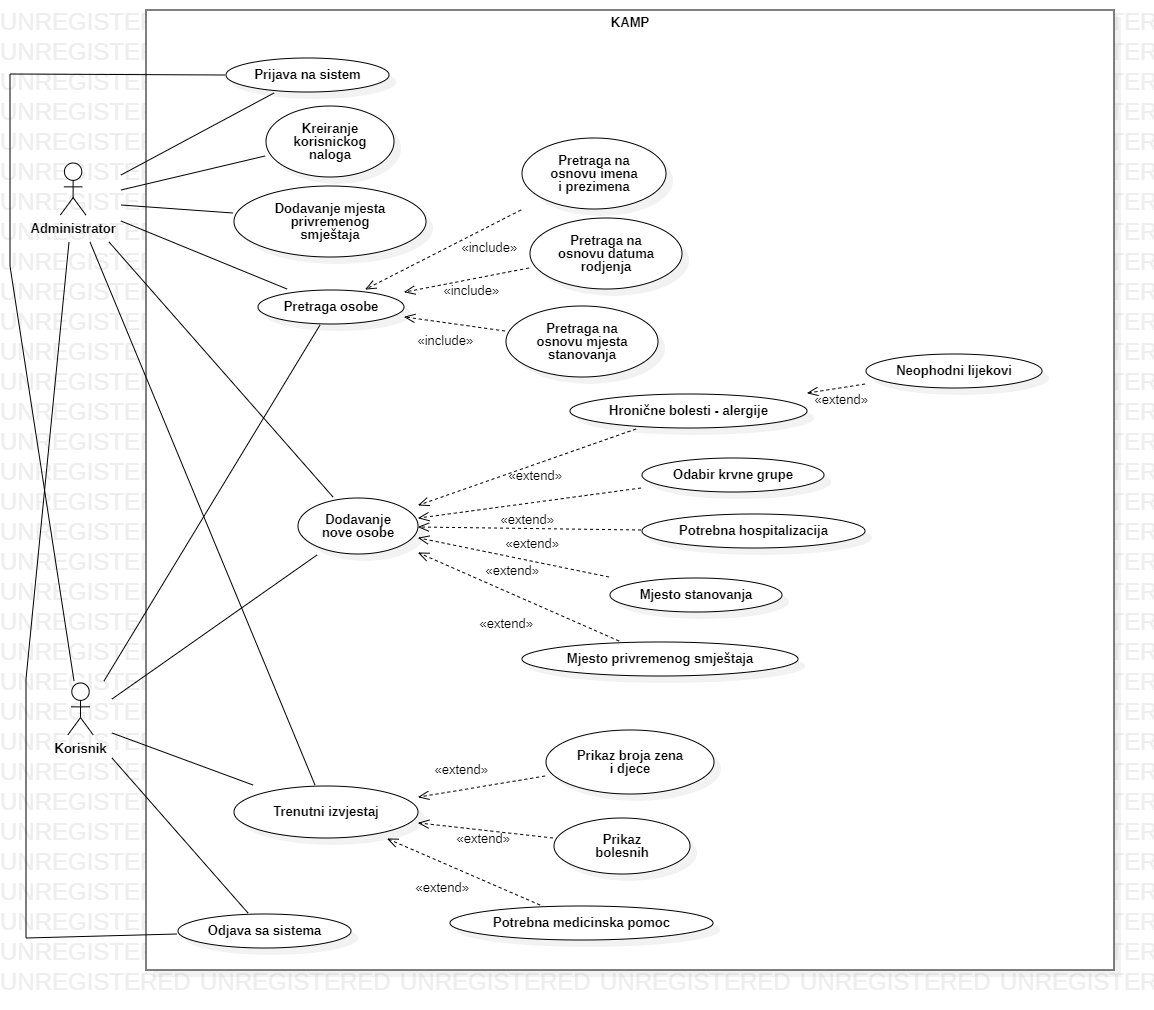 KAMP
Prijava na sistem
Kreiranje
korisnickog
naloga
Dodavanje mjesta
privremenog
smještaja
Administrator
Pretraga osobe
Pretraga na
osnovu imena
i prezimena
«include»
Pretraga na
osnovu datuma
rodjenja
«include»
Pretraga na
osnovu mjesta
stanovanja
«include»
Neophodni lijekovi
«extend»
Hronične bolesti - alergije
«extend»
Odabir krvne grupe
«extend»
Dodavanje
nove osobe
Potrebna hospitalizacija
«extend»
«extend»
Mjesto stanovanja
«extend»
Mjesto privremenog smještaja
Korisnik
Prikaz broja zena
i djece
«extend»
Trenutni izvjestaj
«extend»
Prikaz
bolesnih
«extend»
Potrebna medicinska pomoc
Odjava sa sistema
UNREGISTERED UNREGISTERED UNREGISTERED UNREGISTERED UNREGISTERED UNREGISTER